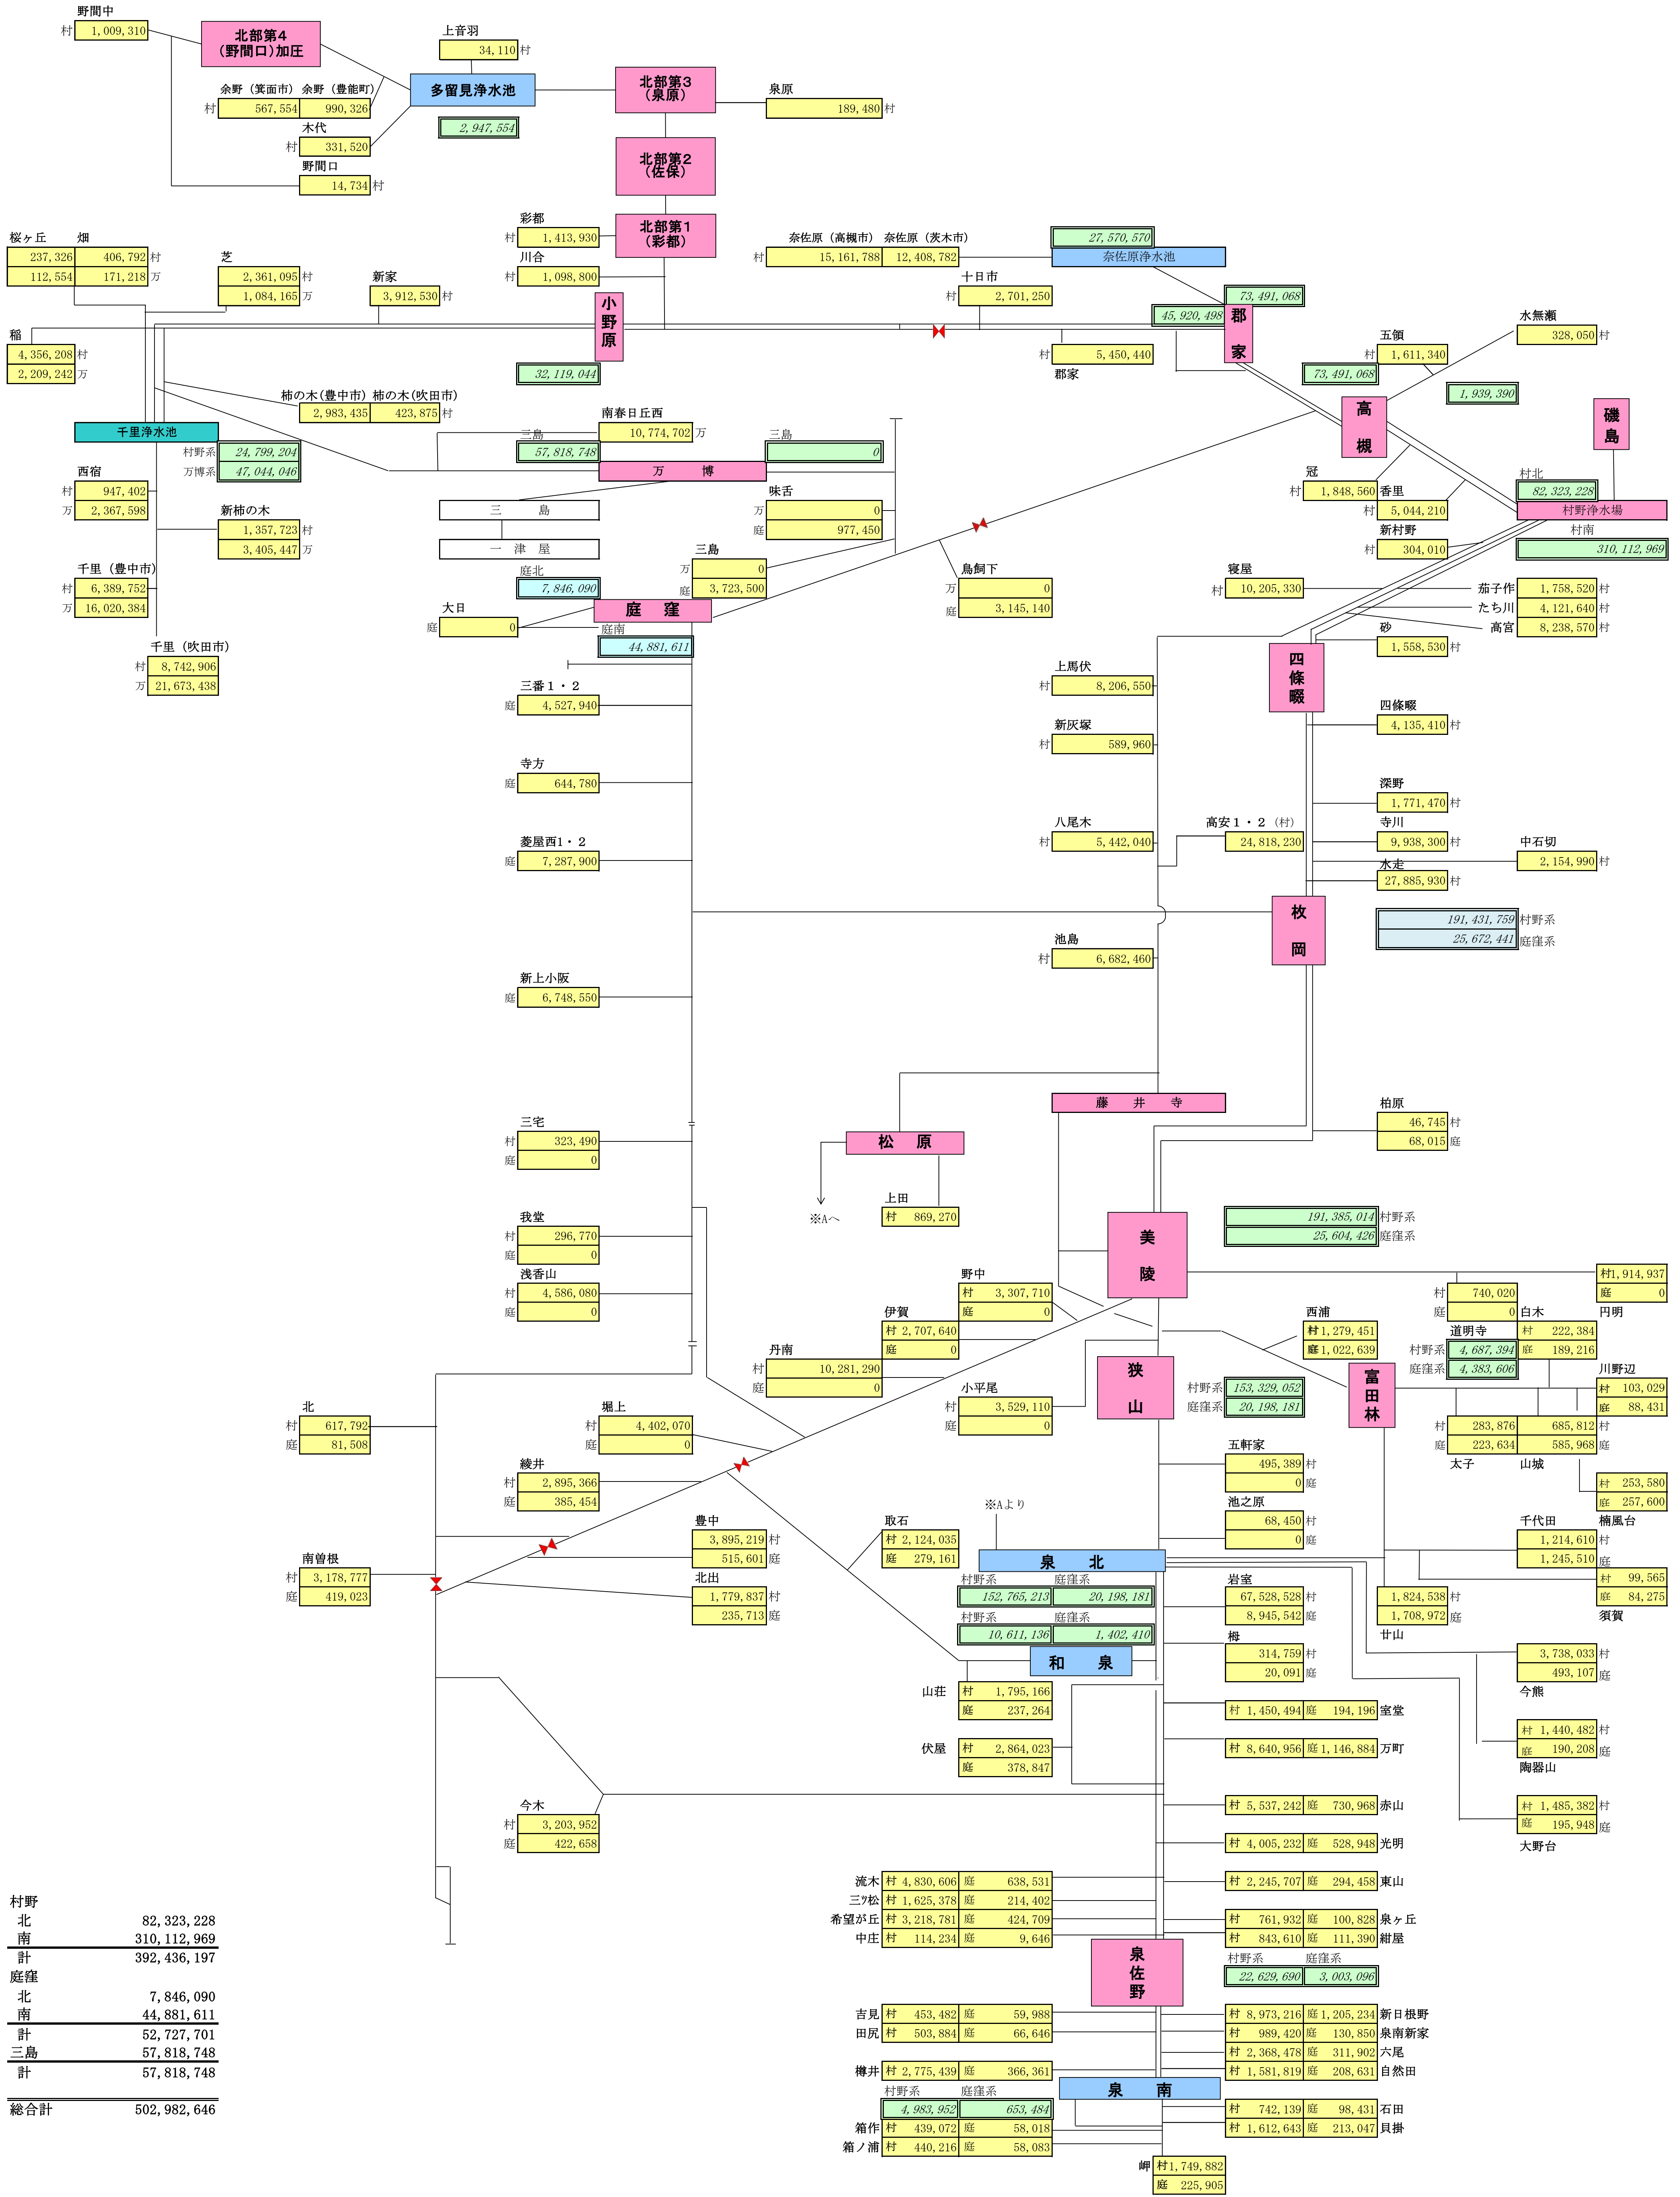 野間中
村 1,009,310
北部第4
(野間口)加圧
上音羽
34,110 村
多留見浄水池
2,947,554
北部第3
(泉原)
泉原
189,480 村
余野(箕面市) 余野(豊能町)
村 567,554 990,326
木代
村 331,520
野間口
14,734 村
北部第2
(佐保)
北部第1
(彩都)
彩都
村 1,413,930
川合
村 1,098,800
奈佐原(高槻市) 奈佐原(茨木市)
村 15,161,788 12,408,782
27,570,570
奈佐原浄水池
桜ヶ丘 畑
237,326 406,792 村
112,554 171,218 万
芝
2,361,095 村
1,084,165 万
新家
3,912,530 村
小野原
32,119,044
十日市
村 2,701,250
73,491,068
45,920,498
郡家
村 5,450,440
郡家
稲
4,356,208 村
2,209,242 万
水無瀬
328,050 村
五領
村 1,611,340
73,491,068
1,939,390
高槻
磯島
柿の木(豊中市) 柿の木(吹田市)
2,983,435 423,875 村
千里浄水池
村野系 24,799,204
万博系 47,044,046
南春日丘西
10,774,702 万
三島
57,818,748
三島
0
万博
三島
一津屋
西宿
村 947,402
万 2,367,598
新柿の木
1,357,723 村
3,405,447 万
千里(豊中市)
村 6,389,752
万 16,020,384
千里(吹田市)
村 8,742,906
万 21,673,438
味舌
万 0
庭 977,450
三島
万 0
庭 3,723,500
庭北
7,846,090
庭窪
大日
庭 0
庭南
44,881,611
鳥飼下
万 0
庭 3,145,140
冠
村 1,848,560
香里
村 5,044,210
新村野
村 304,010
村北
82,323,228
村野浄水場
村南
310,112,969
寝屋
村 10,205,330
茄子作 1,758,520 村
たち川 4,121,640 村
高宮 8,238,570 村
砂
1,558,530 村
四條畷
四條畷
4,135,410 村
三番1・2
庭 4,527,940
上馬伏
村 8,206,550
新灰塚
村 589,960
寺方
庭 644,780
深野
1,771,470 村
八尾木
村 5,442,040
高安1・2(村)
24,818,230
寺川
9,938,300 村
中石切
2,154,990 村
水走
27,885,930 村
菱屋西1・2
庭 7,287,900
枚岡
191,431,759 村野系
25,672,441 庭窪系
池島
村 6,682,460
新上小阪
庭 6,748,550
藤井寺
松原
※Aへ
上田
村 869,270
柏原
46,745 村
68,015 庭
三宅
村 323,490
庭 0
我堂
村 296,770
庭 0
浅香山
村 4,586,080
庭 0
美陵
191,385,014 村野系
25,604,426 庭窪系
野中
村 3,307,710
庭 0
伊賀
村 2,707,640
庭 0
丹南
村 10,281,290
庭 0
村 1,914,937
庭 0
円明
村 740,020
庭 0
道明寺
白木
村 222,384
庭 189,216
西浦
村 1,279,451
庭 1,022,639
村野系 4,687,394
庭窪系 4,383,606
富田林
川野辺
村 103,029
庭 88,431
狭山
村野系 153,329,052
庭窪系 20,198,181
小平尾
村 3,529,110
庭 0
村 283,876 685,812 村
庭 223,634 585,968 庭
太子 山城
村 253,580
庭 257,600
楠風台
北
村 617,792
庭 81,508
堀上
村 4,402,070
庭 0
綾井
村 2,895,366
庭 385,454
五軒家
495,389 村
0 庭
池之原
68,450 村
0 庭
千代田
1,214,610 村
1,245,510 庭
村 99,565
庭 84,275
須賀
豊中
3,895,219 村
515,601 庭
取石
村 2,124,035
庭 279,161
※Aより
泉北
村野系 庭窪系
152,765,213 20,198,181
村野系 庭窪系
10,611,136 1,402,410
和泉
南曽根
村 3,178,777
庭 419,023
北出
1,779,837 村
235,713 庭
岩室
67,528,528 村
8,945,542 庭
栂
314,759 村
20,091 庭
1,824,538 村
1,708,972 庭
廿山
3,738,033 村
493,107 庭
今熊
山荘 村 1,795,166
庭 237,264
伏屋 村 2,864,023
庭 378,847
村 1,450,494 庭 194,196 室堂
村 8,640,956 庭 1,146,884 万町
村 1,440,482 村
庭 190,208 庭
陶器山
今木
村 3,203,952
庭 422,658
村 5,537,242 庭 730,968 赤山
村 4,005,232 庭 528,948 光明
村 1,485,382 村
庭 195,948 庭
大野台
流木 村 4,830,606 庭 638,531
三ツ松 村 1,625,378 庭 214,402
希望が丘 村 3,218,781 庭 424,709
中庄 村 114,234 庭 9,646
村 2,245,707 庭 294,458 東山
村 761,932 庭 100,828 泉ヶ丘
村 843,610 庭 111,390 紺屋
泉佐野
村野系 庭窪系
22,629,690 3,003,096
吉見 村 453,482 庭 59,988
田尻 村 503,884 庭 66,646
樽井 村 2,775,439 庭 366,361
村 8,973,216 庭 1,205,234 新日根野
村 989,420 庭 130,850 泉南新家
村 2,368,478 庭 311,902 六尾
村 1,581,819 庭 208,631 自然田
泉南
村野系 庭窪系
4,983,952 653,484
箱作 村 439,072 庭 58,018
箱ノ浦 村 440,216 庭 58,083
村 742,139 庭 98,431 石田
村 1,612,643 庭 213,047 貝掛
岬 村 1,749,882
庭 225,905
村野
北 82,323,228
南 310,112,969
計 392,436,197
庭窪
北 7,846,090
南 44,881,611
計 52,727,701
三島 57,818,748
計 57,818,748
総合計 502,982,646